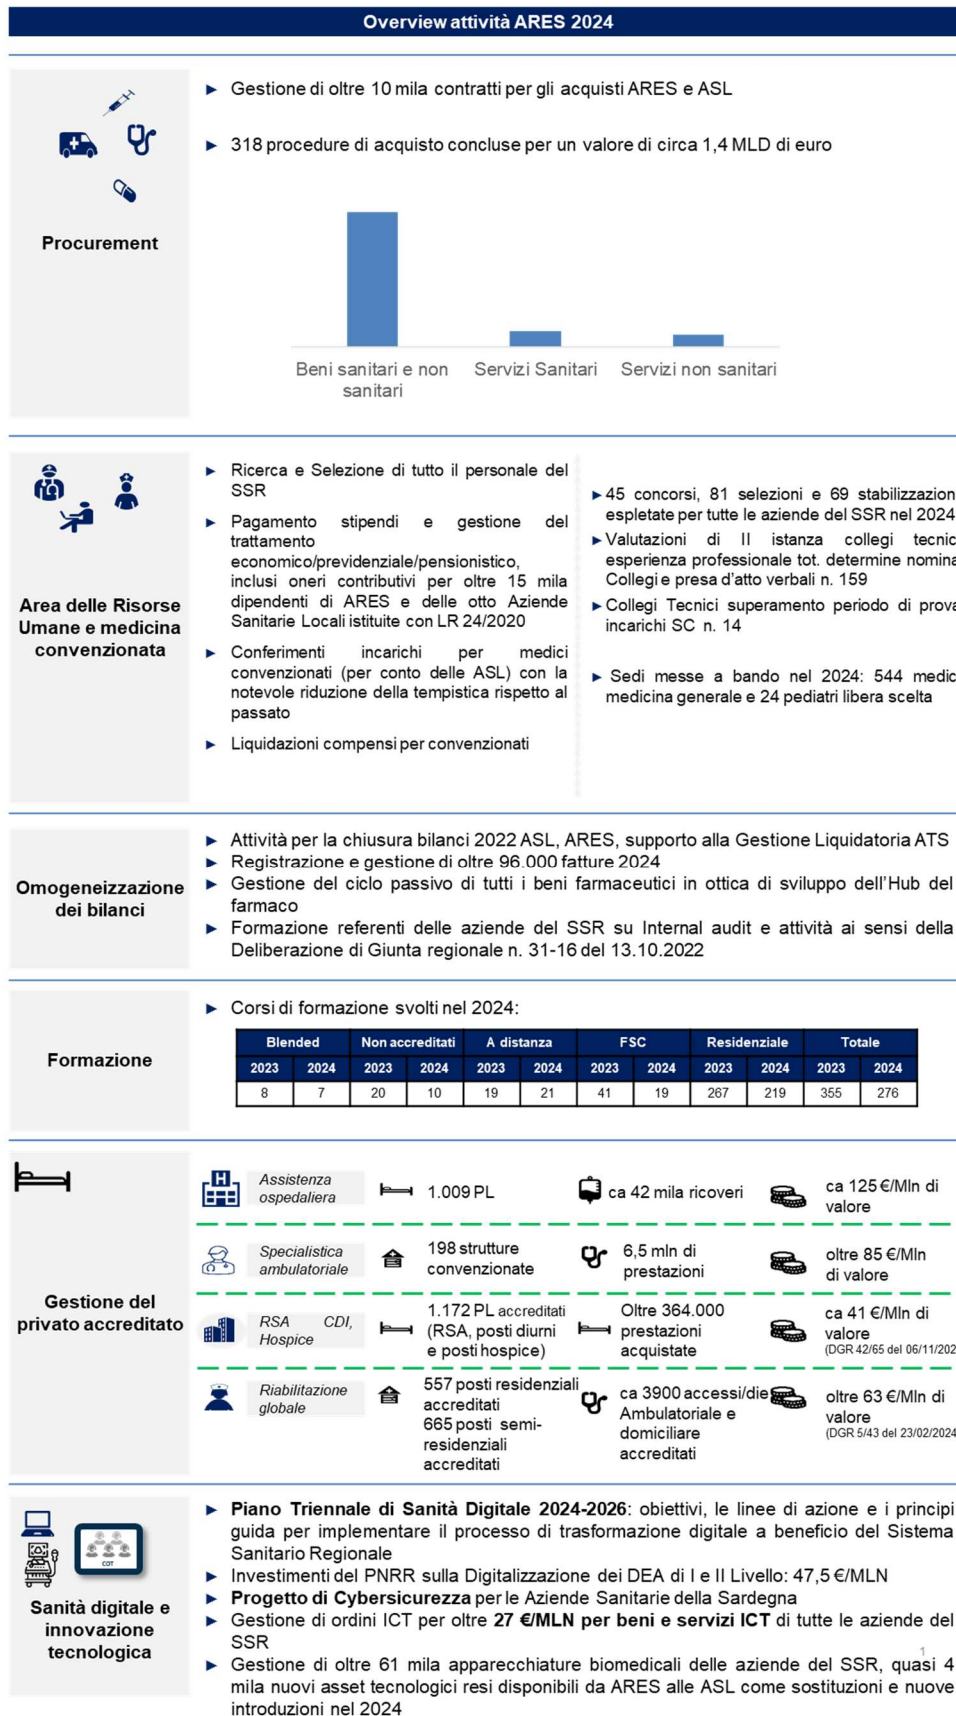 Overview attività ARES 2024
Procurement
► Gestione di oltre 10 mila contratti per gli acquisti ARES e ASL
► 318 procedure di acquisto concluse per un valore di circa 1,4 MLD di euro
Beni sanitari e non
sanitari
Servizi Sanitari
Servizi non sanitari
Area delle Risorse
Umane e medicina
convenzionata
► Ricerca e Selezione di tutto il personale del
SSR
► Pagamento stipendi e gestione del
trattamento
economico/previdenziale/pensionistico,
inclusi oneri contributivi per oltre 15 mila
dipendenti di ARES e delle otto Aziende
Sanitarie Locali istituite con LR 24/2020
► Conferimenti incarichi per medici
convenzionati (per conto delle ASL) con la
notevole riduzione della tempistica rispetto al
passato
► Liquidazioni compensi per convenzionati
► 45 concorsi, 81 selezioni e 69 stabilizzazion
espletate per tutte le aziende del SSR nel 2024
► Valutazioni di II istanza collegi tecnic
esperienza professionale tot. determine nomina
Collegi e presa d'atto verbali n. 159
► Collegi Tecnici superamento periodo di prova
incarichi SC n. 14
► Sedi messe a bando nel 2024: 544 medic
medicina generale e 24 pediatri libera scelta
Omogeneizzazione
dei bilanci
► Attività per la chiusura bilanci 2022 ASL, ARES, supporto alla Gestione Liquidatoria ATS
► Registrazione e gestione di oltre 96.000 fatture 2024
► Gestione del ciclo passivo di tutti i beni farmaceutici in ottica di sviluppo dell'Hub del
farmaco
► Formazione referenti delle aziende del SSR su Internal audit e attività ai sensi della
Deliberazione di Giunta regionale n. 31-16 del 13.10.2022
Formazione
► Corsi di formazione svolti nel 2024:
Blended Non accreditati A distanza FSC Residenziale Totale
2023 2024 2023 2024 2023 2024 2023 2024 2023 2024 2023 2024
8 7 20 10 19 21 41 19 267 219 355 276
Gestione del
privato accreditato
Assistenza
ospedaliera
1.009 PL
ca 42 mila ricoveri
ca 125 €/Mln di
valore
Specialistica
ambulatoriale
198 strutture
convenzionate
6,5 mln di
prestazioni
oltre 85 €/Mln
di valore
RSA CDI,
Hospice
1.172 PL accreditati
(RSA, posti diurni
e posti hospice)
Oltre 364.000
prestazioni
acquistate
ca 41 €/Mln di
valore
(DGR 42/65 del 06/11/202
Riabilitazione
globale
557 posti residenziali
accreditati
665 posti semi-
residenziali
accreditati
ca 3900 accessi/die
Ambulatoriale e
domiciliare
accreditati
oltre 63 €/Mln di
valore
(DGR 5/43 del 23/02/2024
COT
Sanità digitale e
innovazione
tecnologica
► Piano Triennale di Sanità Digitale 2024-2026: obiettivi, le linee di azione e i principi
guida per implementare il processo di trasformazione digitale a beneficio del Sistema
Sanitario Regionale
► Investimenti del PNRR sulla Digitalizzazione dei DEA di I e II Livello: 47,5 €/MLN
► Progetto di Cybersicurezza per le Aziende Sanitarie della Sardegna
► Gestione di ordini ICT per oltre 27 €/MLN per beni e servizi ICT di tutte le aziende del
SSR
1
► Gestione di oltre 61 mila apparecchiature biomedicali delle aziende del SSR, quasi 4
mila nuovi asset tecnologici resi disponibili da ARES alle ASL come sostituzioni e nuove
introduzioni nel 2024